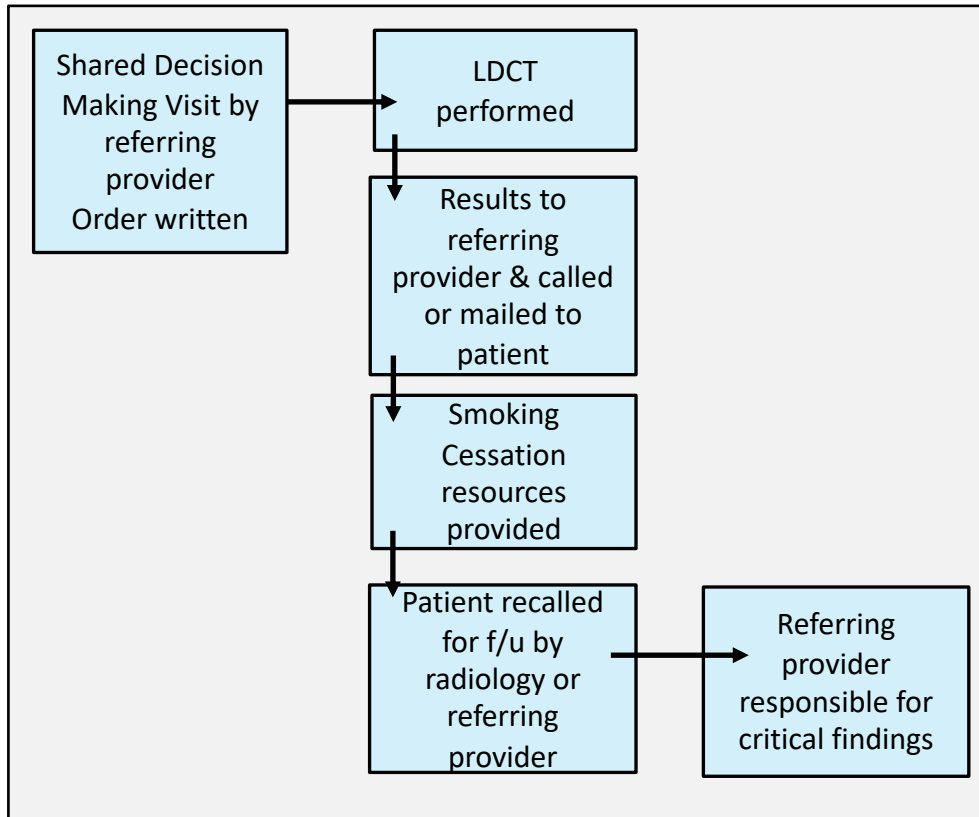 Shared Decision
Making Visit by
referring
provider
Order written
LDCT
performed
Results to
referring
provider & called
or mailed to
patient
Smoking
Cessation
resources
provided
Patient recalled
for f/u by
radiology or
referring
provider
Referring
provider
responsible for
critical findings